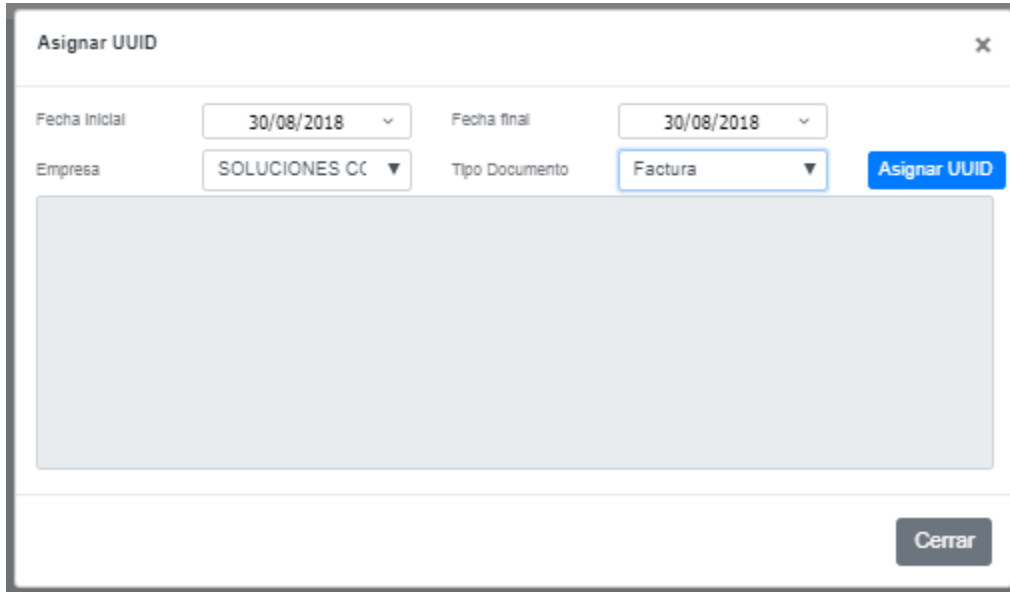 Asignar UUID ×
Fecha Inicial 30/08/2018 Fecha final 30/08/2018
Empresa SOLUCIONES CO Tipo Documento Factura Asignar UUID
Cerrar